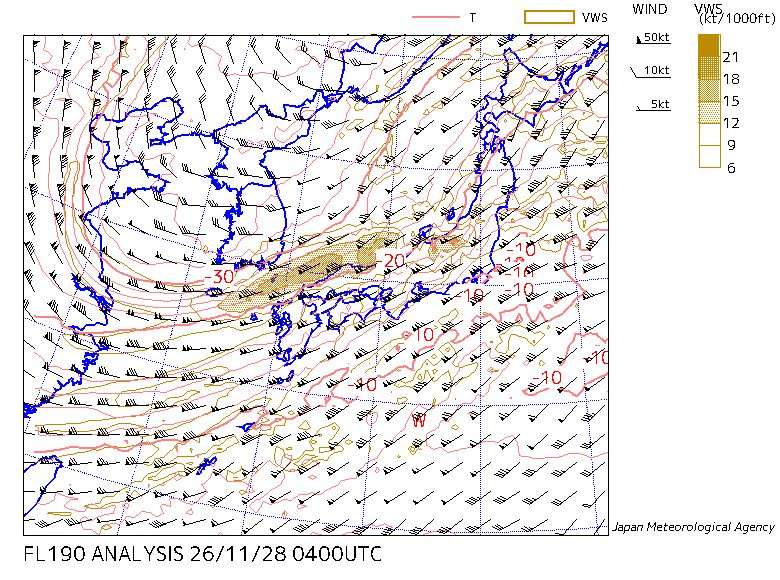 T VWS WIND VWS
(kt/1000ft)
50kt
10kt
5kt
21
18
15
12
9
6
-30
-20
-10
-10
-10
-10
-10
-10
-10
-10
W
Japan Meteorological Agency
FL190 ANALYSIS 26/11/28 0400UTC